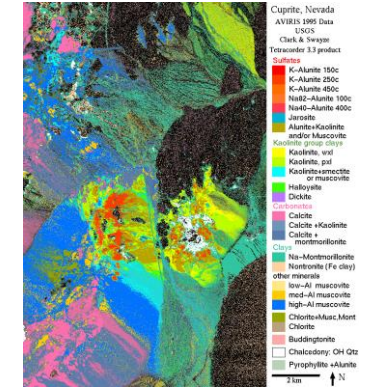 Cuprite, Nevada
AVIRIS 1995 Data
USGS
Clark & Swayze
Tetracorder 3.3 product
Sulfates
K-Alunite 150c
K-Alunite 250c
K-Alunite 450c
Na82-Alunite 100c
Na40-Alunite 400c
Jarosite
Alunite+Kaolinite
and/or Muscovite
Kaolinite group clays
Kaolinite, wxl
Kaolinite, pxl
Kaolinite+smectite
or muscovite
Halloysite
Dickite
Carbonates
Calcite
Calcite +Kaolinite
Calcite +
montmorillonite
Clays
Na-Montmorillonite
Nontronite (Fe clay)
other minerals
low-Al muscovite
med-Al muscovite
high-Al muscovite
Chlorite+Musc,Mont
Chlorite
Buddingtonite
Chalcedony: OH Qtz
Pyrophyllite +Alunite
2 km
N